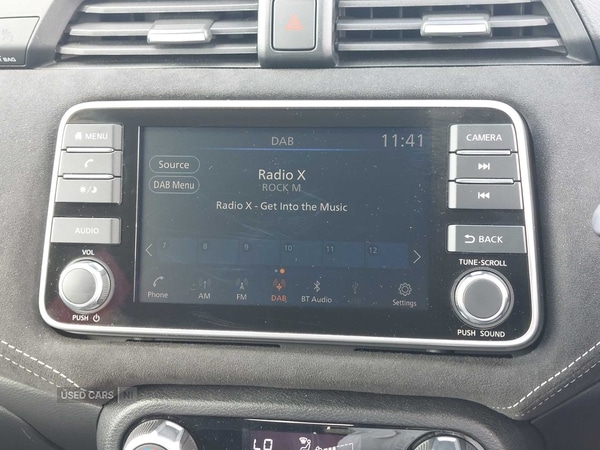 BAG
MENU
AUDIO
VOL
PUSH
DAB 11:41
Source
DAB Menu
Radio X
ROCK M
Radio X - Get Into the Music
7 8 9 10 11 12
Phone AM FM DAB BT Audio Settings
CAMERA
BACK
TUNE-SCROLL
PUSH SOUND
USED CARS NI
LO